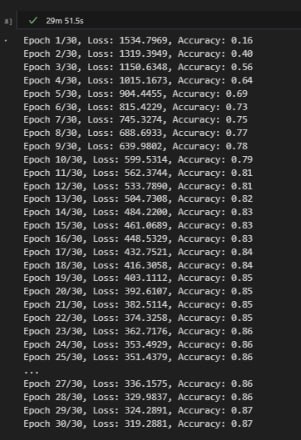 8] ✓ 29m 51.5s
Epoch 1/30, Loss: 1534.7969, Accuracy: 0.16
Epoch 2/30, Loss: 1319.3949, Accuracy: 0.40
Epoch 3/30, Loss: 1150.6348, Accuracy: 0.56
Epoch 4/30, Loss: 1015.1673, Accuracy: 0.64
Epoch 5/30, Loss: 904.4455, Accuracy: 0.69
Epoch 6/30, Loss: 815.4229, Accuracy: 0.73
Epoch 7/30, Loss: 745.3274, Accuracy: 0.75
Epoch 8/30, Loss: 688.6933, Accuracy: 0.77
Epoch 9/30, Loss: 639.9802, Accuracy: 0.78
Epoch 10/30, Loss: 599.5314, Accuracy: 0.79
Epoch 11/30, Loss: 562.3744, Accuracy: 0.81
Epoch 12/30, Loss: 533.7890, Accuracy: 0.81
Epoch 13/30, Loss: 504.7308, Accuracy: 0.82
Epoch 14/30, Loss: 484.2200, Accuracy: 0.83
Epoch 15/30, Loss: 461.0689, Accuracy: 0.83
Epoch 16/30, Loss: 448.5329, Accuracy: 0.83
Epoch 17/30, Loss: 432.7521, Accuracy: 0.84
Epoch 18/30, Loss: 416.3058, Accuracy: 0.84
Epoch 19/30, Loss: 403.1112, Accuracy: 0.85
Epoch 20/30, Loss: 392.6107, Accuracy: 0.85
Epoch 21/30, Loss: 382.5114, Accuracy: 0.85
Epoch 22/30, Loss: 374.3258, Accuracy: 0.85
Epoch 23/30, Loss: 362.7176, Accuracy: 0.86
Epoch 24/30, Loss: 353.4929, Accuracy: 0.86
Epoch 25/30, Loss: 351.4379, Accuracy: 0.86
...
Epoch 27/30, Loss: 336.1575, Accuracy: 0.86
Epoch 28/30, Loss: 329.9837, Accuracy: 0.86
Epoch 29/30, Loss: 324.2891, Accuracy: 0.87
Epoch 30/30, Loss: 319.2881, Accuracy: 0.87